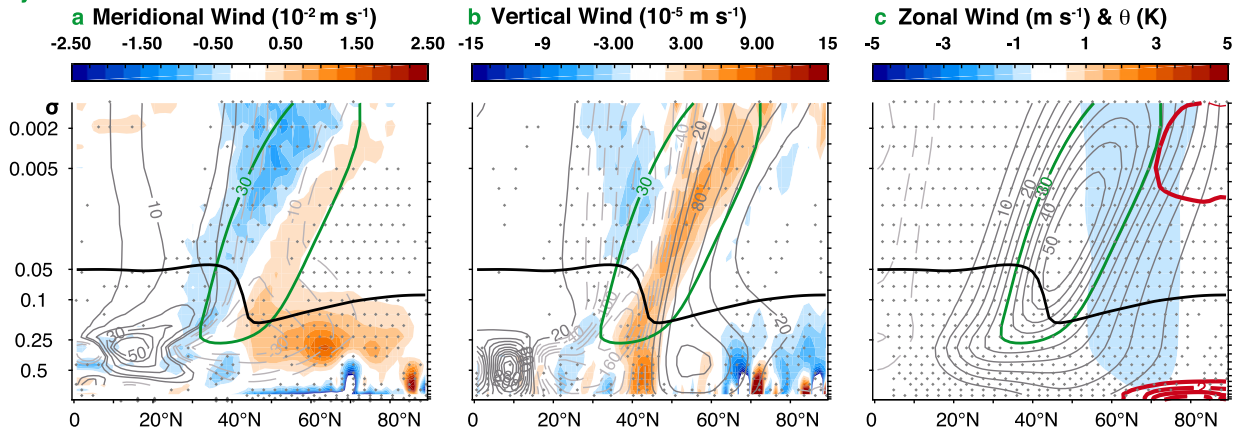 a Meridional Wind (10⁻² m s⁻¹)
-2.50 -1.50 -0.50 0.50 1.50 2.50
b Vertical Wind (10⁻⁵ m s⁻¹)
-15 -9 -3.00 3.00 9.00 15
c Zonal Wind (m s⁻¹) & θ (K)
-5 -3 -1 1 3 5
σ
0.002
0.005
0.05
0.1
0.25
0.5
10
30
-10
30
50
0 20°N 40°N 60°N 80°N
-40
-20
30
80
20
60
-20
0 20°N 40°N 60°N 80°N
10
20
30
40
50
2
0 20°N 40°N 60°N 80°N